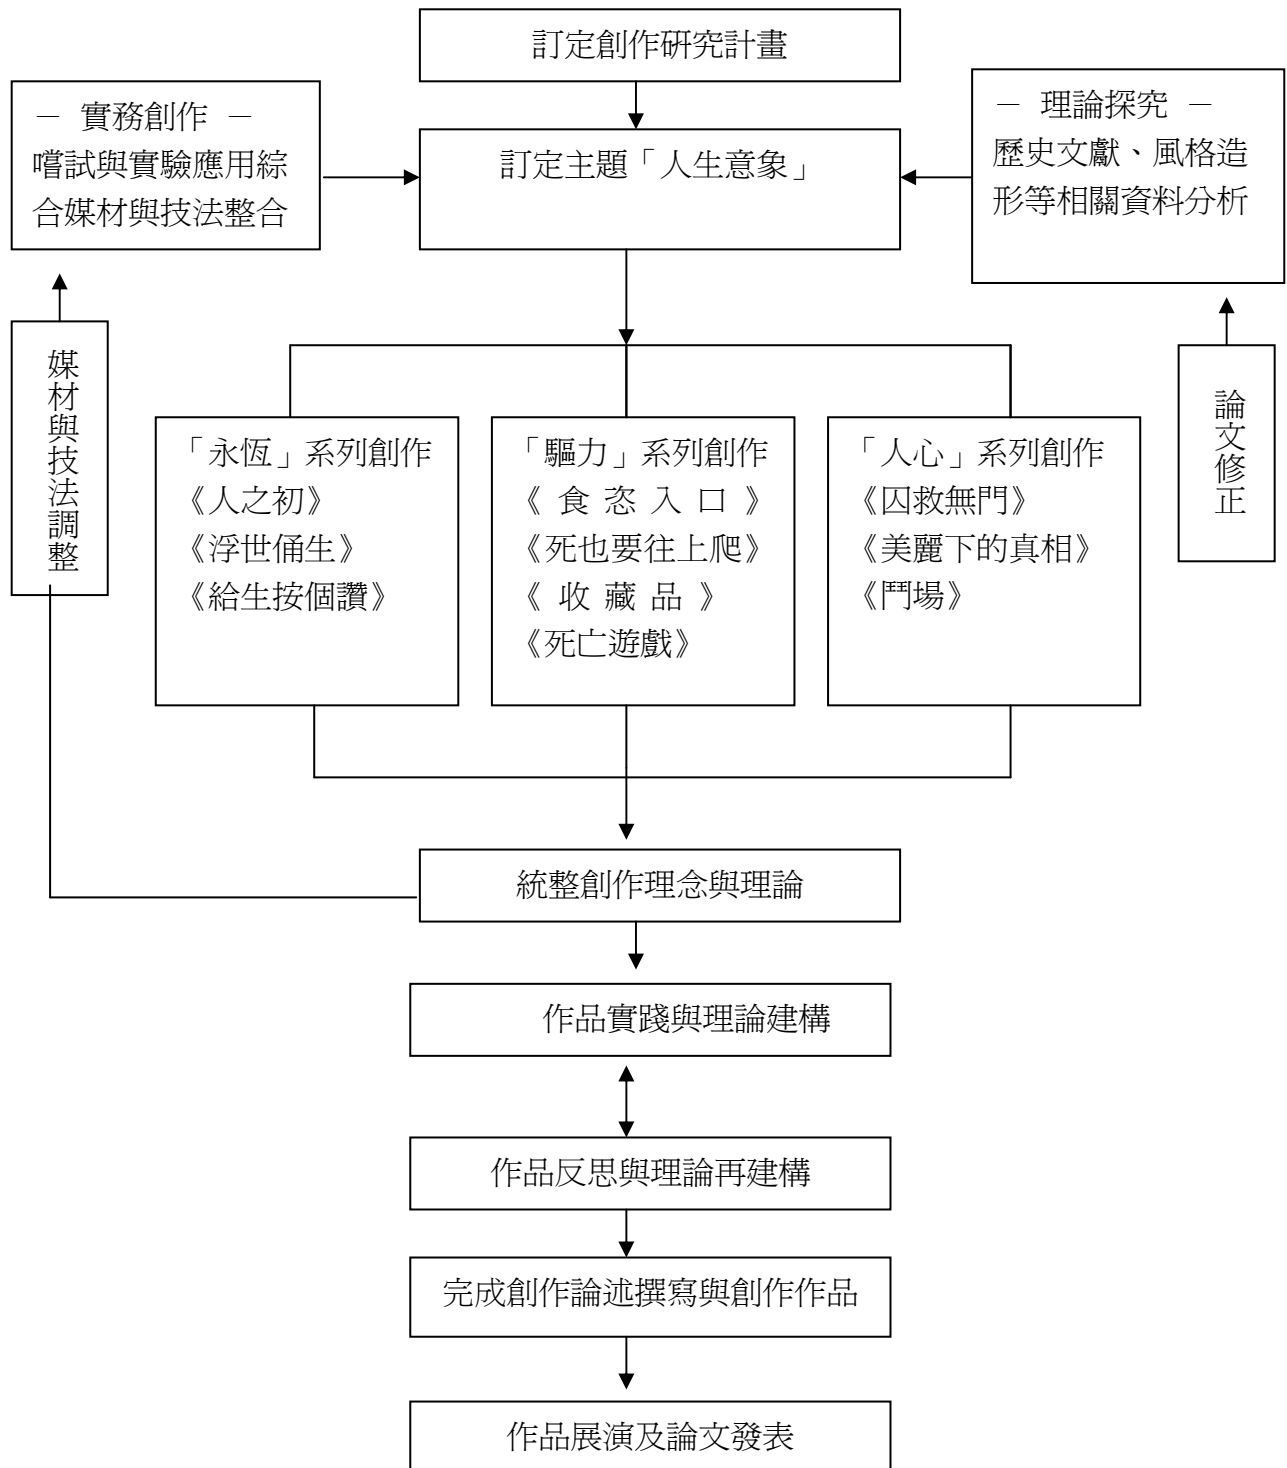 訂定創作研究計畫
－ 實務創作 －
嚐試與實驗應用綜
合媒材與技法整合
訂定主題「人生意象」
－ 理論探究 －
歷史文獻、風格造
形等相關資料分析
媒材與技法調整
論文修正
「永恆」系列創作
《人之初》
《浮世俑生》
《給生按個讚》
「驅力」系列創作
《 食 恣 入 口 》
《死也要往上爬》
《 收 藏 品 》
《死亡遊戲》
「人心」系列創作
《囚救無門》
《美麗下的真相》
《鬥場》
統整創作理念與理論
作品實踐與理論建構
作品反思與理論再建構
完成創作論述撰寫與創作作品
作品展演及論文發表